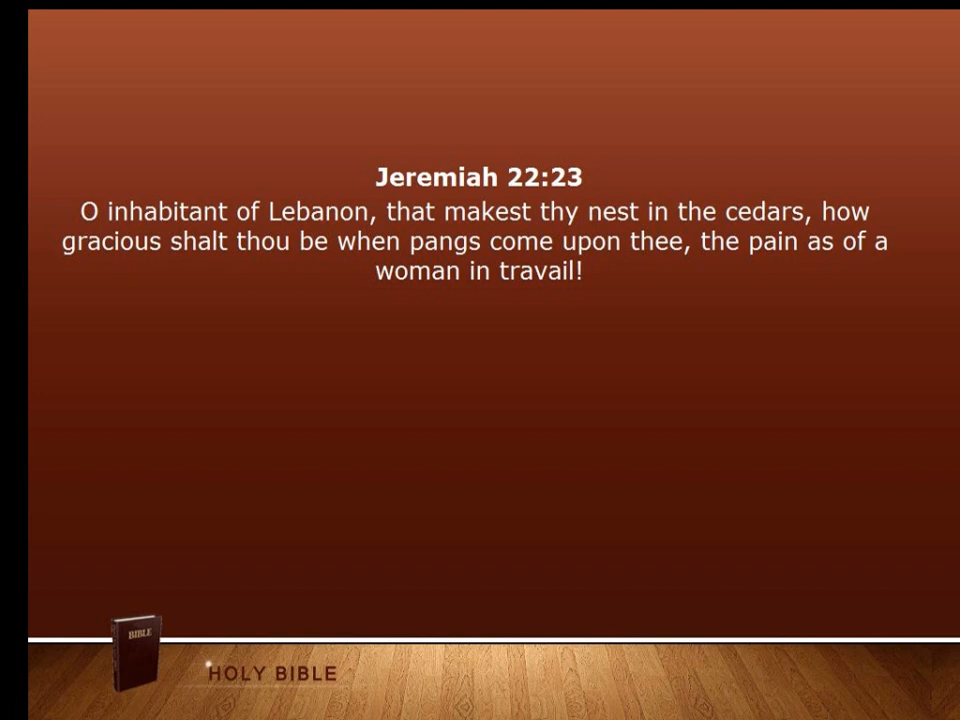 Jeremiah 22:23
O inhabitant of Lebanon, that makest thy nest in the cedars, how
gracious shalt thou be when pangs come upon thee, the pain as of a
woman in travail!
BIBLE
HOLY BIBLE